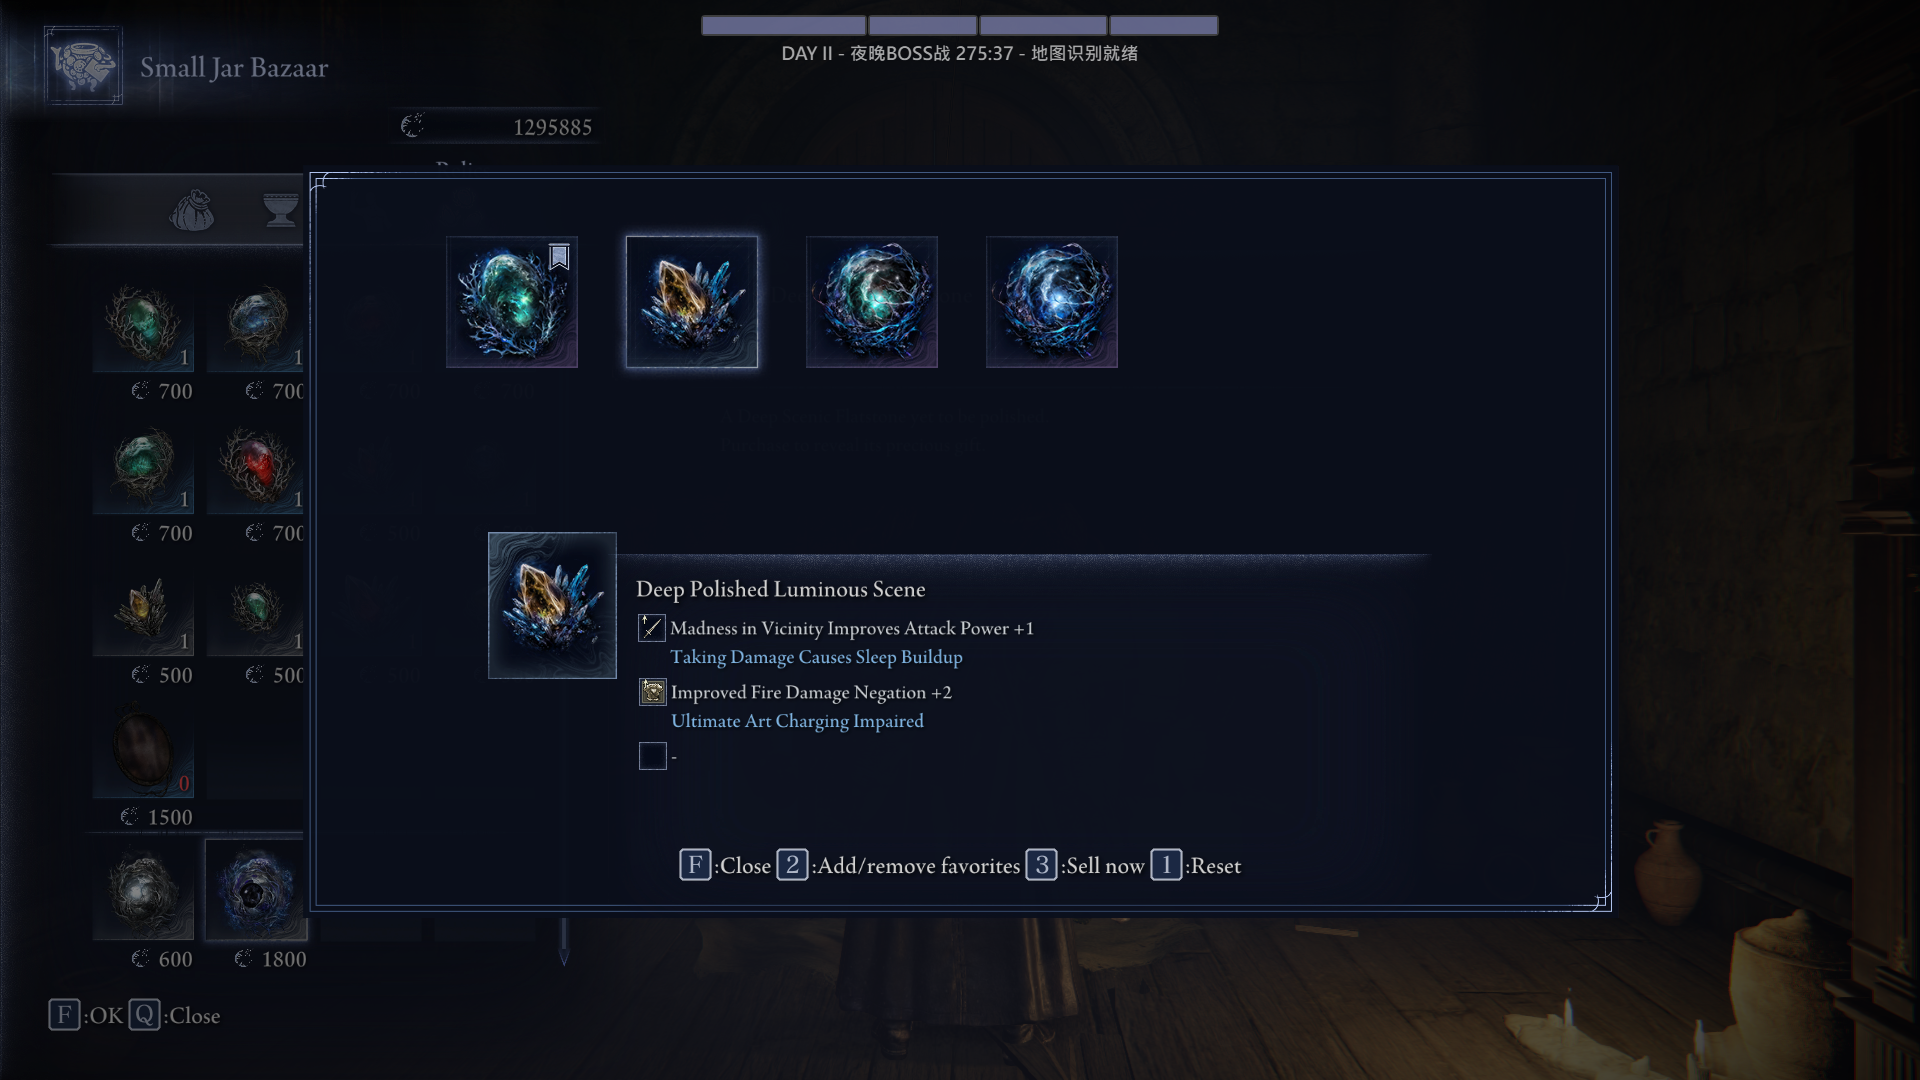 DAY II - 夜晚BOSS战 275:37 - 地图识别就绪
Small Jar Bazaar
1295885
1
1
700
700
1
1
700
700
1
1
500
500
0
1500
600
1800
Deep Polished Luminous Scene
Madness in Vicinity Improves Attack Power +1
Taking Damage Causes Sleep Buildup
Improved Fire Damage Negation +2
Ultimate Art Charging Impaired
-
F:Close 2:Add/remove favorites 3:Sell now 1:Reset
F:OK Q:Close